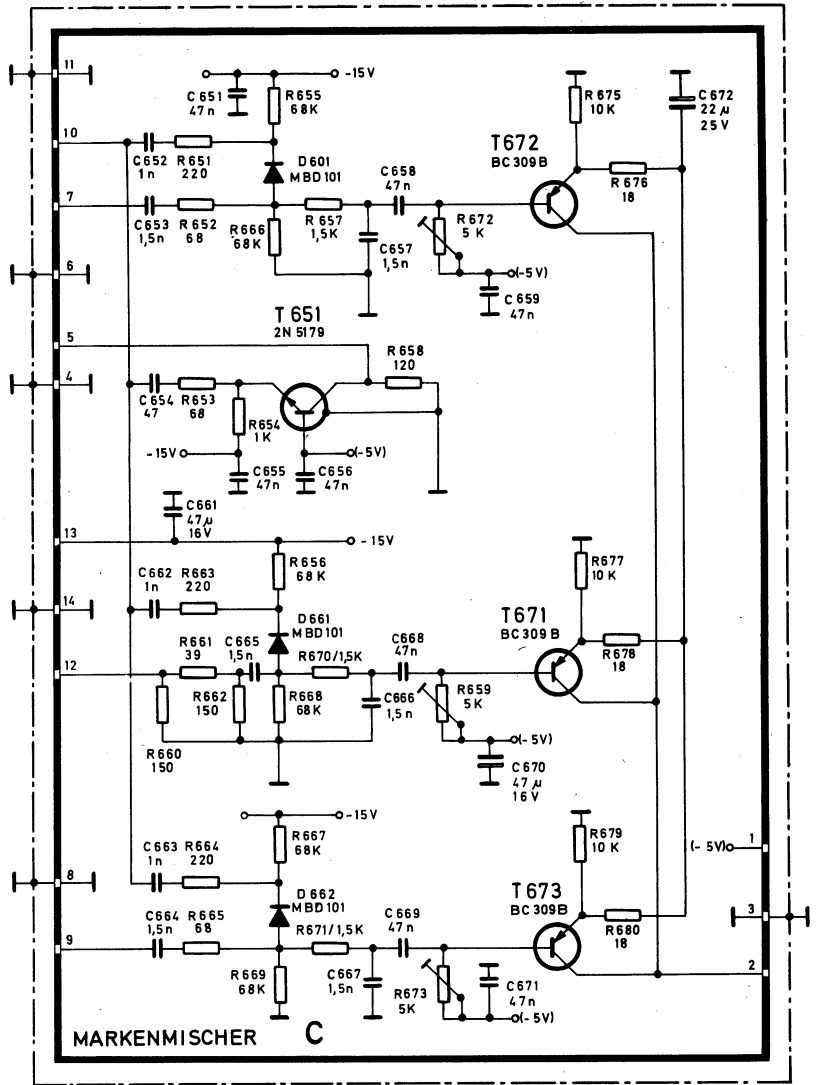 11
-15V
C651
47n
R655
68K
R675
10K
C672
22µ
25V
10
C652
1n
R651
220
D601
MBD101
C658
47n
T672
BC309B
R676
18
7
C653
1,5n
R652
68
R666
68K
R657
1,5K
C657
1,5n
R672
5K
(-5V)
C659
47n
6
T651
2N5179
5
R658
120
4
C654
47
R653
68
R654
1K
-15V
(-5V)
C655
47n
C656
47n
C661
47µ
16V
13
-15V
R656
68K
R677
10K
C662
1n
R663
220
14
D661
MBD101
T671
BC309B
R661
39
C665
1,5n
R670/1,5K
C668
47n
R678
18
12
R662
150
R668
68K
C666
1,5n
R659
5K
R660
150
(-5V)
C670
47µ
16V
-15V
R667
68K
R679
10K
(-5V)
1
C663
1n
R664
220
8
D662
MBD101
T673
BC309B
3
C664
1,5n
R665
68
R671/1,5K
C669
47n
R680
18
9
2
R669
68K
C667
1,5n
R673
5K
C671
47n
(-5V)
MARKENMISCHER C